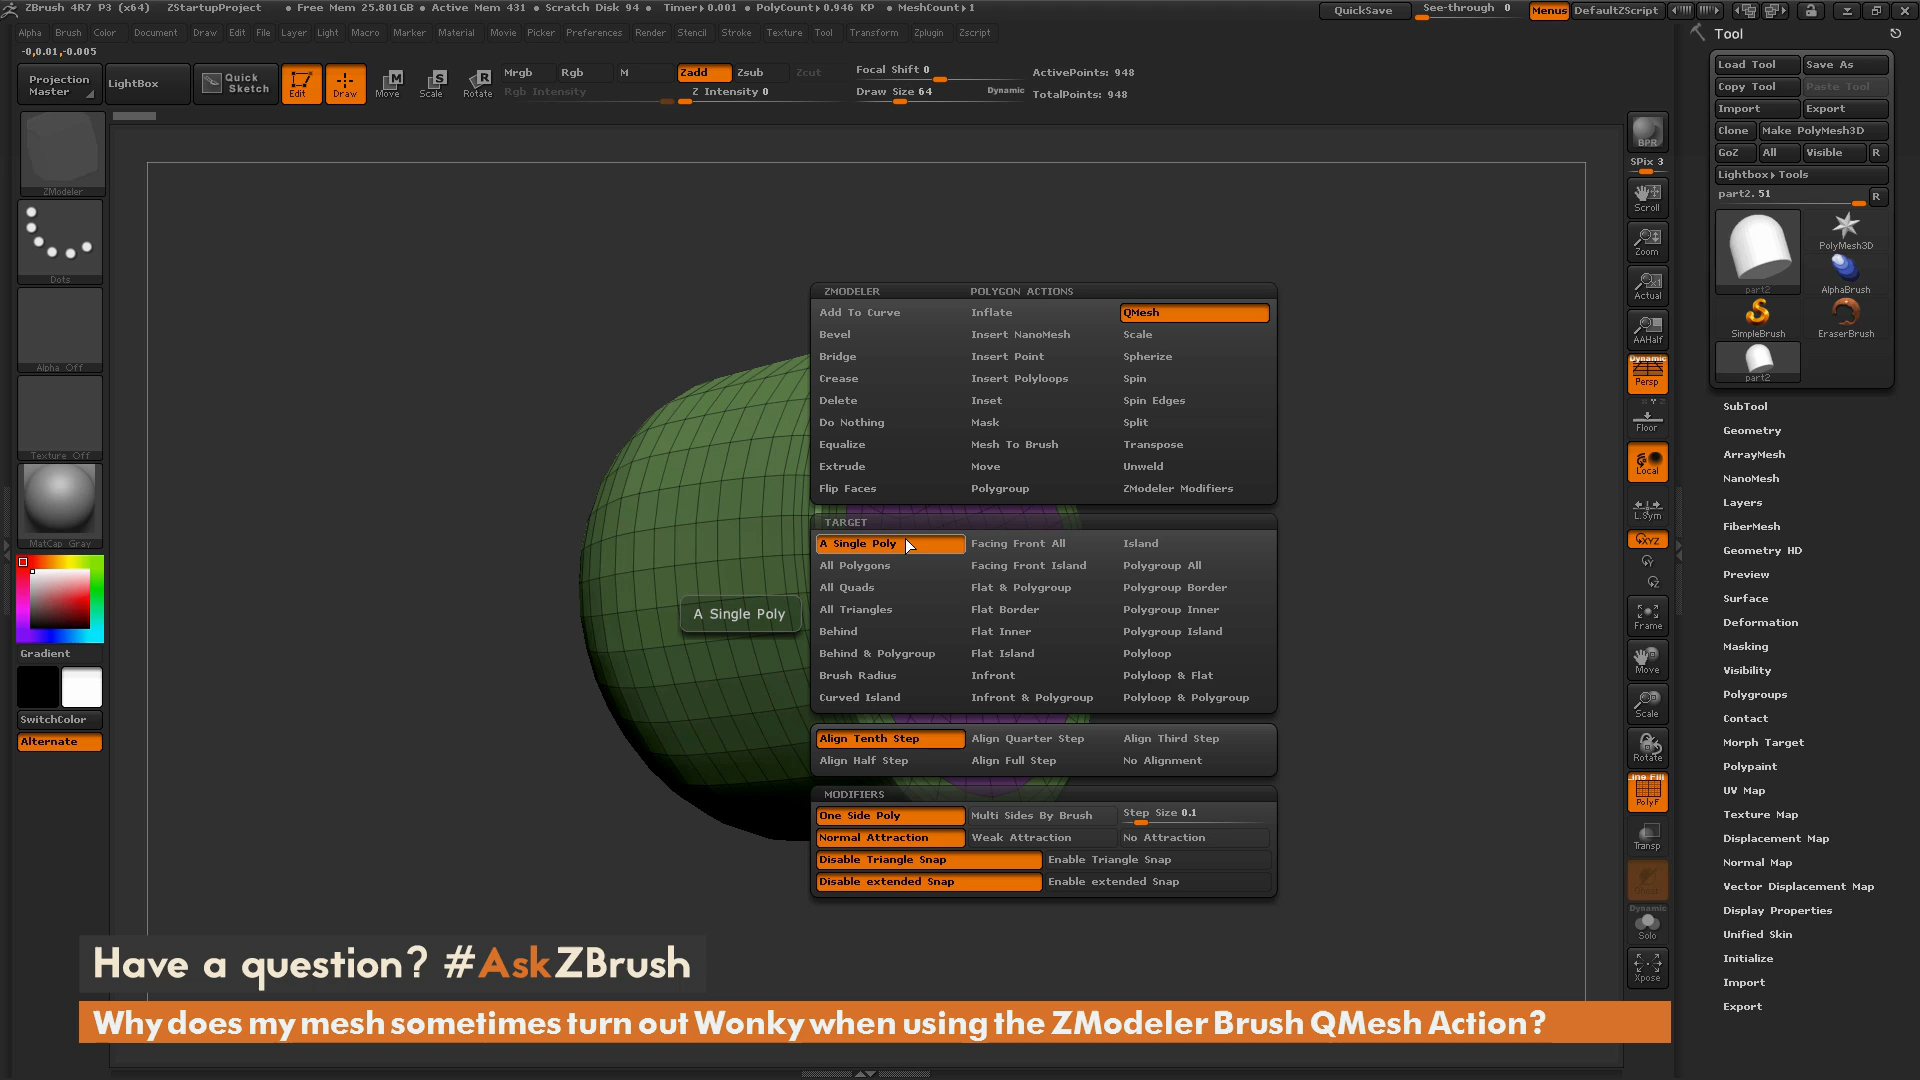 ZBrush 4R7 P3 (x64) ZStartupProject • Free Mem 25.801GB • Active Mem 431 • Scratch Disk 94 • Timer▸0.001 • PolyCount▸0.946 KP • MeshCount▸1 QuickSave See-through 0 Menus DefaultZScript
Alpha Brush Color Document Draw Edit File Layer Light Macro Marker Material Movie Picker Preferences Render Stencil Stroke Texture Tool Transform Zplugin Zscript
-0,0.01,-0.005
Projection Master
LightBox
Quick Sketch
Edit
Draw
Move
Scale
Rotate
Mrgb Rgb M Zadd Zsub Zcut
Rgb Intensity Z Intensity 0
Focal Shift 0
Draw Size 64 Dynamic
ActivePoints: 948
TotalPoints: 948
ZModeler
Dots
Alpha Off
Texture Off
MatCap Gray
Gradient
SwitchColor
Alternate
ZMODELER POLYGON ACTIONS
Add To Curve Inflate QMesh
Bevel Insert NanoMesh Scale
Bridge Insert Point Spherize
Crease Insert Polyloops Spin
Delete Inset Spin Edges
Do Nothing Mask Split
Equalize Mesh To Brush Transpose
Extrude Move Unweld
Flip Faces Polygroup ZModeler Modifiers
TARGET
A Single Poly Facing Front All Island
All Polygons Facing Front Island Polygroup All
All Quads Flat & Polygroup Polygroup Border
All Triangles Flat Border Polygroup Inner
Behind Flat Inner Polygroup Island
Behind & Polygroup Flat Island Polyloop
Brush Radius Infront Polyloop & Flat
Curved Island Infront & Polygroup Polyloop & Polygroup
A Single Poly
Align Tenth Step Align Quarter Step Align Third Step
Align Half Step Align Full Step No Alignment
MODIFIERS
One Side Poly Multi Sides By Brush Step Size 0.1
Normal Attraction Weak Attraction No Attraction
Disable Triangle Snap Enable Triangle Snap
Disable extended Snap Enable extended Snap
BPR
SPix 3
Scroll
Zoom
Actual
AAHalf
Dynamic
Persp
Floor
Local
L.Sym
XYZ
Frame
Move
Scale
Rotate
Line Fill
PolyF
Transp
Ghost
Dynamic
Solo
Xpose
Tool
Load Tool Save As
Copy Tool Paste Tool
Import Export
Clone Make PolyMesh3D
GoZ All Visible R
Lightbox▸Tools
part2. 51 R
part2
PolyMesh3D
AlphaBrush
SimpleBrush EraserBrush
part2
SubTool
Geometry
ArrayMesh
NanoMesh
Layers
FiberMesh
Geometry HD
Preview
Surface
Deformation
Masking
Visibility
Polygroups
Contact
Morph Target
Polypaint
UV Map
Texture Map
Displacement Map
Normal Map
Vector Displacement Map
Display Properties
Unified Skin
Initialize
Import
Export
Have a question? #AskZBrush
Why does my mesh sometimes turn out Wonky when using the ZModeler Brush QMesh Action?